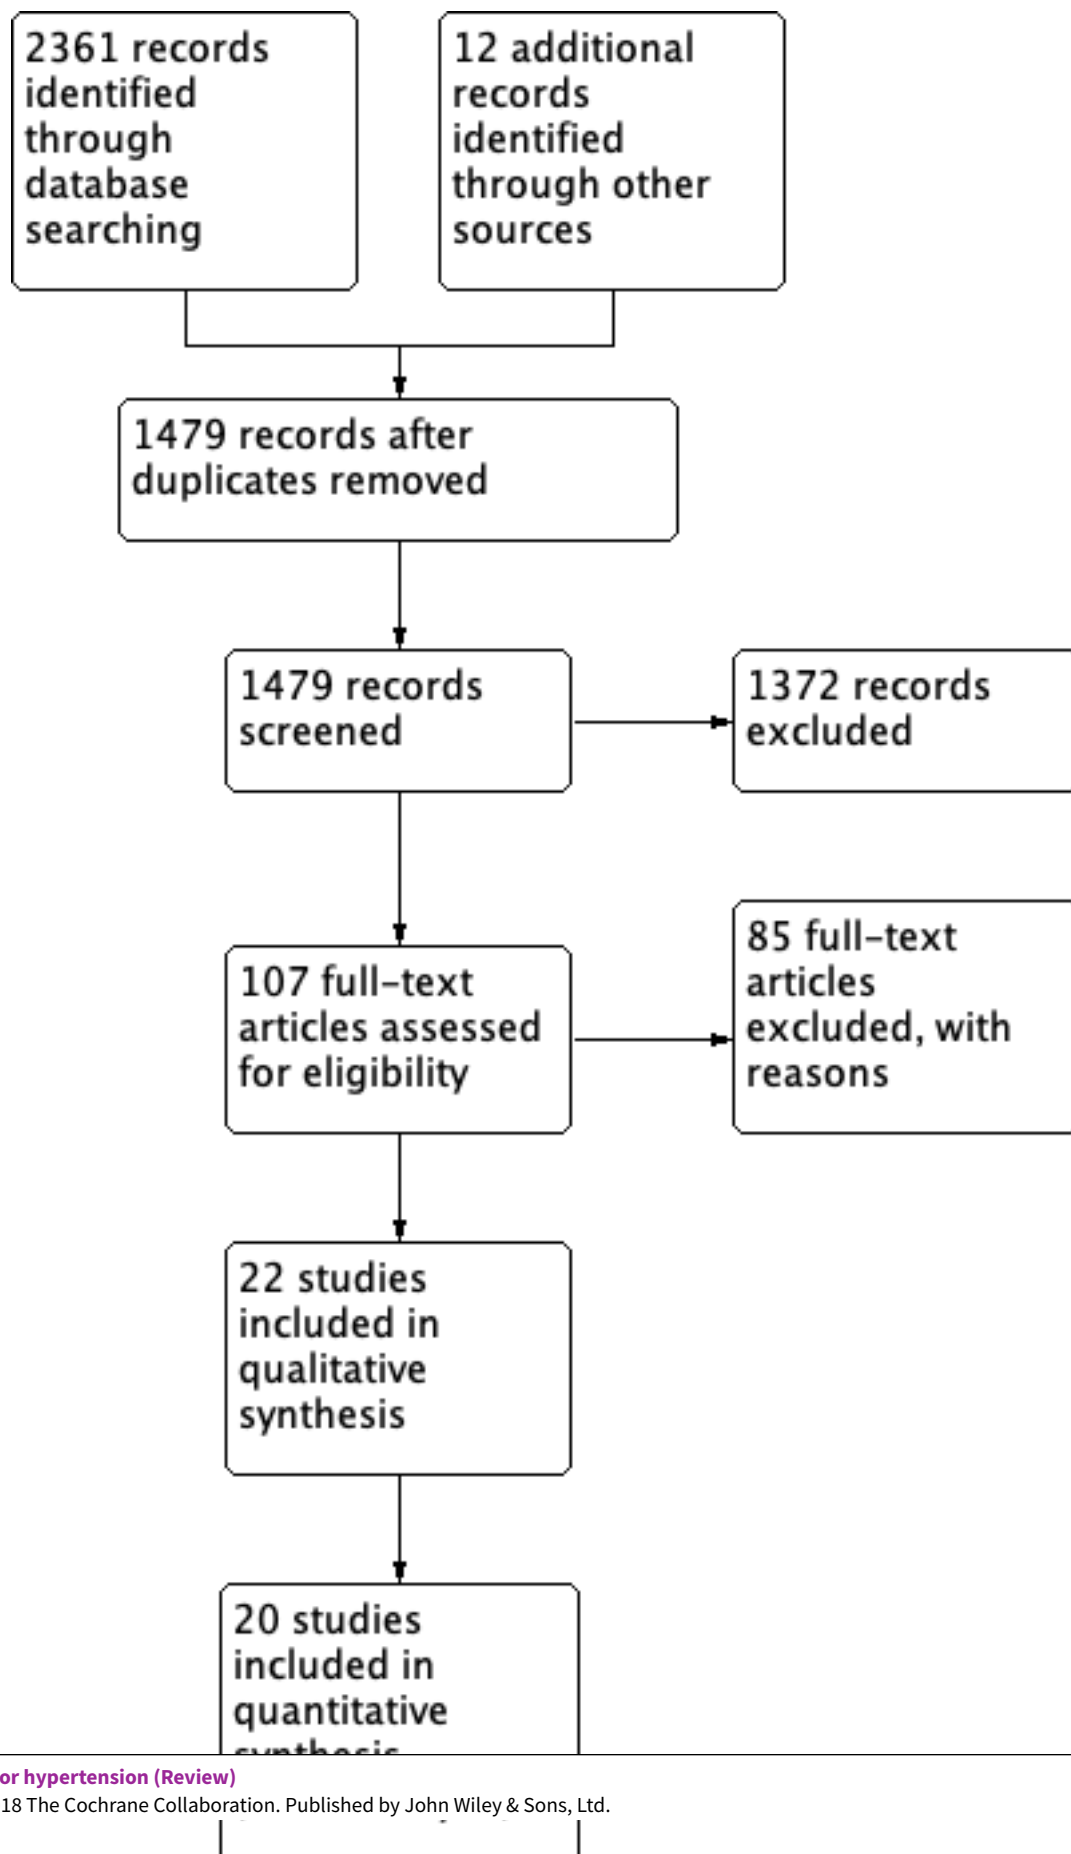 2361 records
identified
through
database
searching
12 additional
records
identified
through other
sources
1479 records after
duplicates removed
1479 records
screened
1372 records
excluded
107 full-text
articles assessed
for eligibility
85 full-text
articles
excluded, with
reasons
22 studies
included in
qualitative
synthesis
20 studies
included in
quantitative
synthesis
or hypertension (Review)
18 The Cochrane Collaboration. Published by John Wiley & Sons, Ltd.